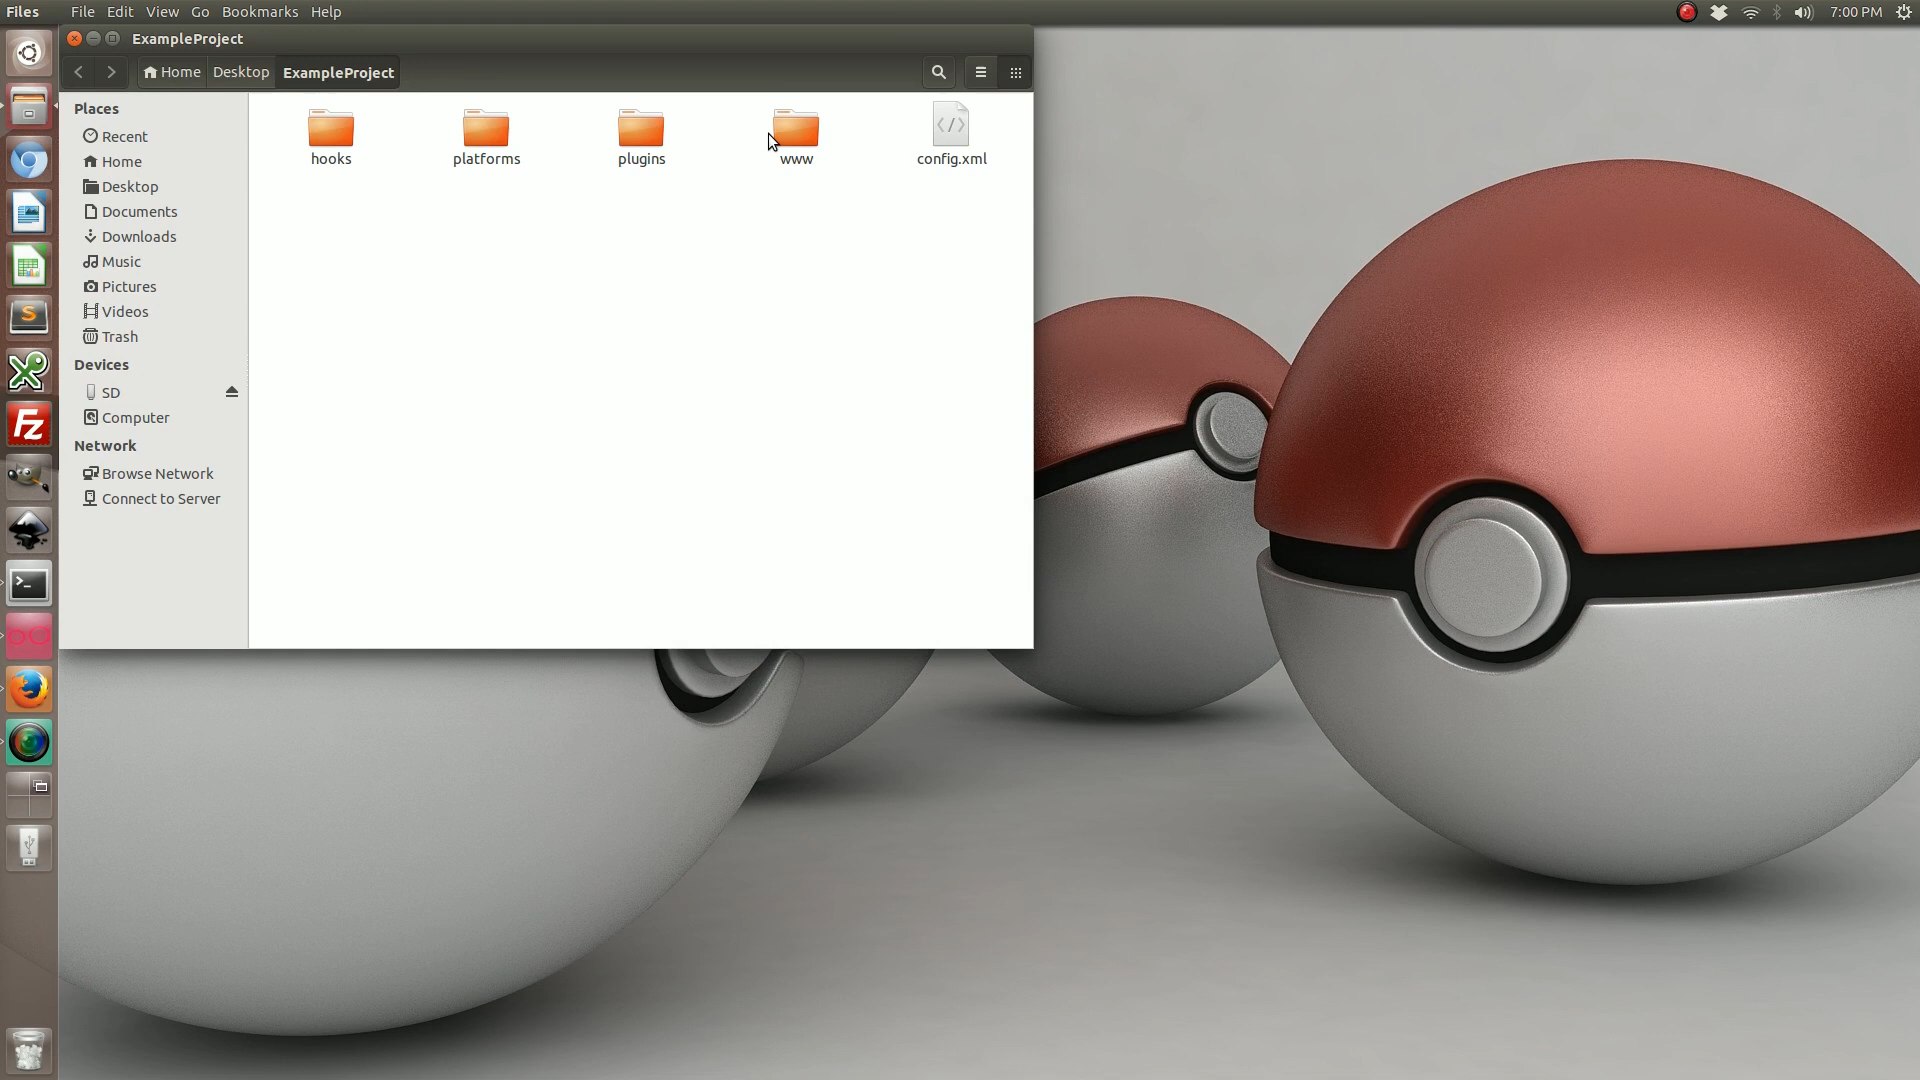 Files File Edit View Go Bookmarks Help 7:00 PM
ExampleProject
Home Desktop ExampleProject
Places
Recent
Home
Desktop
Documents
Downloads
Music
Pictures
Videos
Trash
Devices
SD
Computer
Network
Browse Network
Connect to Server
hooks platforms plugins www config.xml